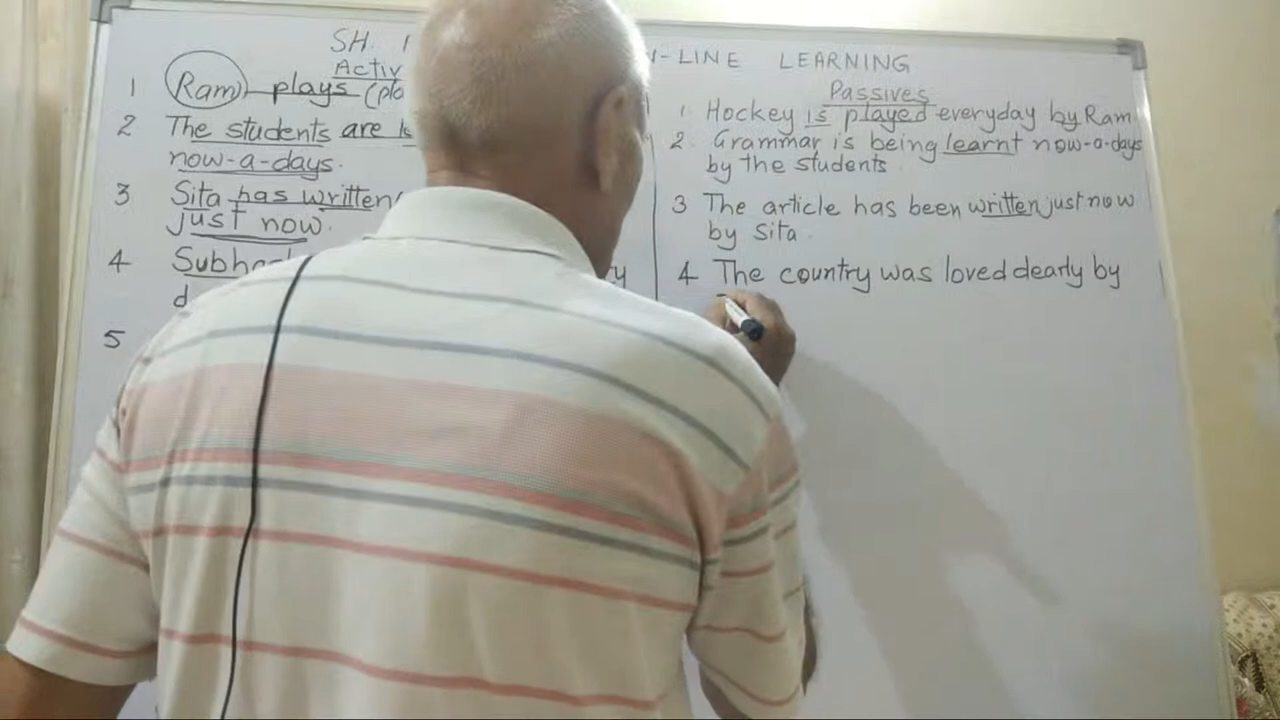 SH. LINE LEARNING
Activ
1 Ram plays (pla
2 The students are le
now-a-days.
3 Sita has written
just now.
4 Subha ry
d
5
Passives
1. Hockey is played everyday by Ram
2. Grammar is being learnt now-a-days
by the students
3 The article has been written just now
by Sita.
4 The country was loved dearly by